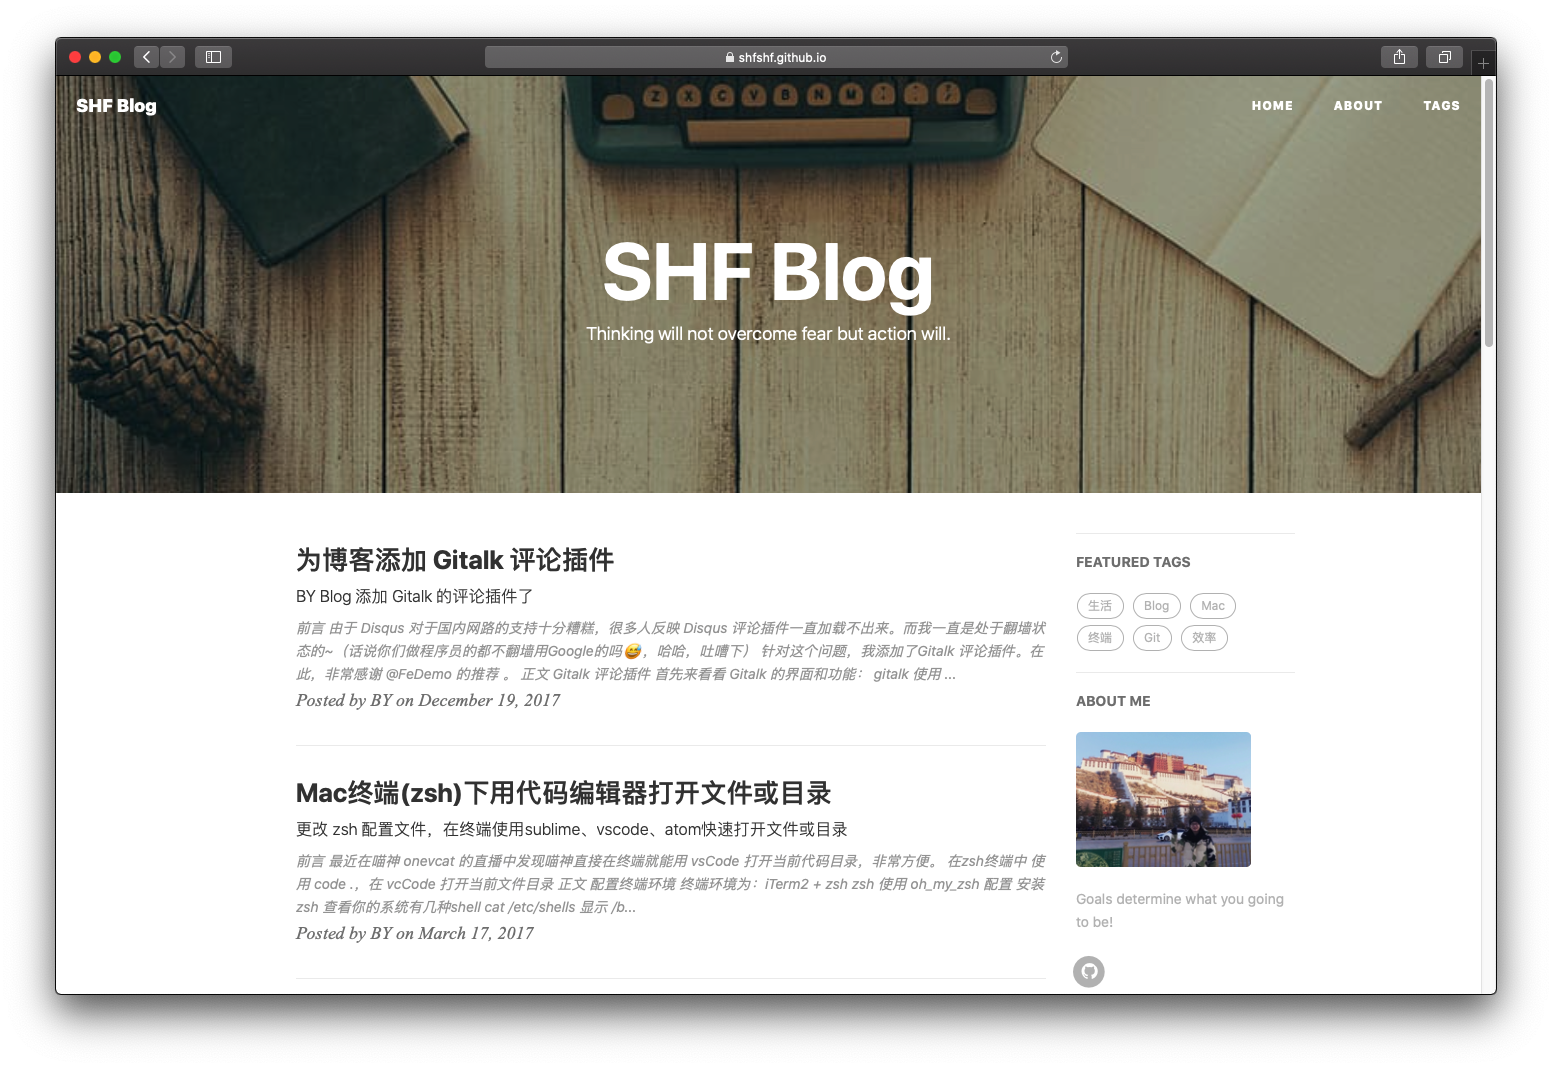 shfshf.github.io
SHF Blog
HOME ABOUT TAGS
Z X C V B N M
SHF Blog
Thinking will not overcome fear but action will.
为博客添加 Gitalk 评论插件
BY Blog 添加 Gitalk 的评论插件了
前言 由于 Disqus 对于国内网路的支持十分糟糕，很多人反映 Disqus 评论插件一直加载不出来。而我一直是处于翻墙状
态的~（话说你们做程序员的都不翻墙用Google的吗😅，哈哈，吐嘈下） 针对这个问题，我添加了Gitalk 评论插件。在
此，非常感谢 @FeDemo 的推荐 。 正文 Gitalk 评论插件 首先来看看 Gitalk 的界面和功能： gitalk 使用 ...
Posted by BY on December 19, 2017
Mac终端(zsh)下用代码编辑器打开文件或目录
更改 zsh 配置文件，在终端使用sublime、vscode、atom快速打开文件或目录
前言 最近在喵神 onevcat 的直播中发现喵神直接在终端就能用 vsCode 打开当前代码目录，非常方便。 在zsh终端中 使
用 code .，在 vcCode 打开当前文件目录 正文 配置终端环境 终端环境为：iTerm2 + zsh zsh 使用 oh_my_zsh 配置 安装
zsh 查看你的系统有几种shell cat /etc/shells 显示 /b...
Posted by BY on March 17, 2017
FEATURED TAGS
生活 Blog Mac
终端 Git 效率
ABOUT ME
Goals determine what you going
to be!